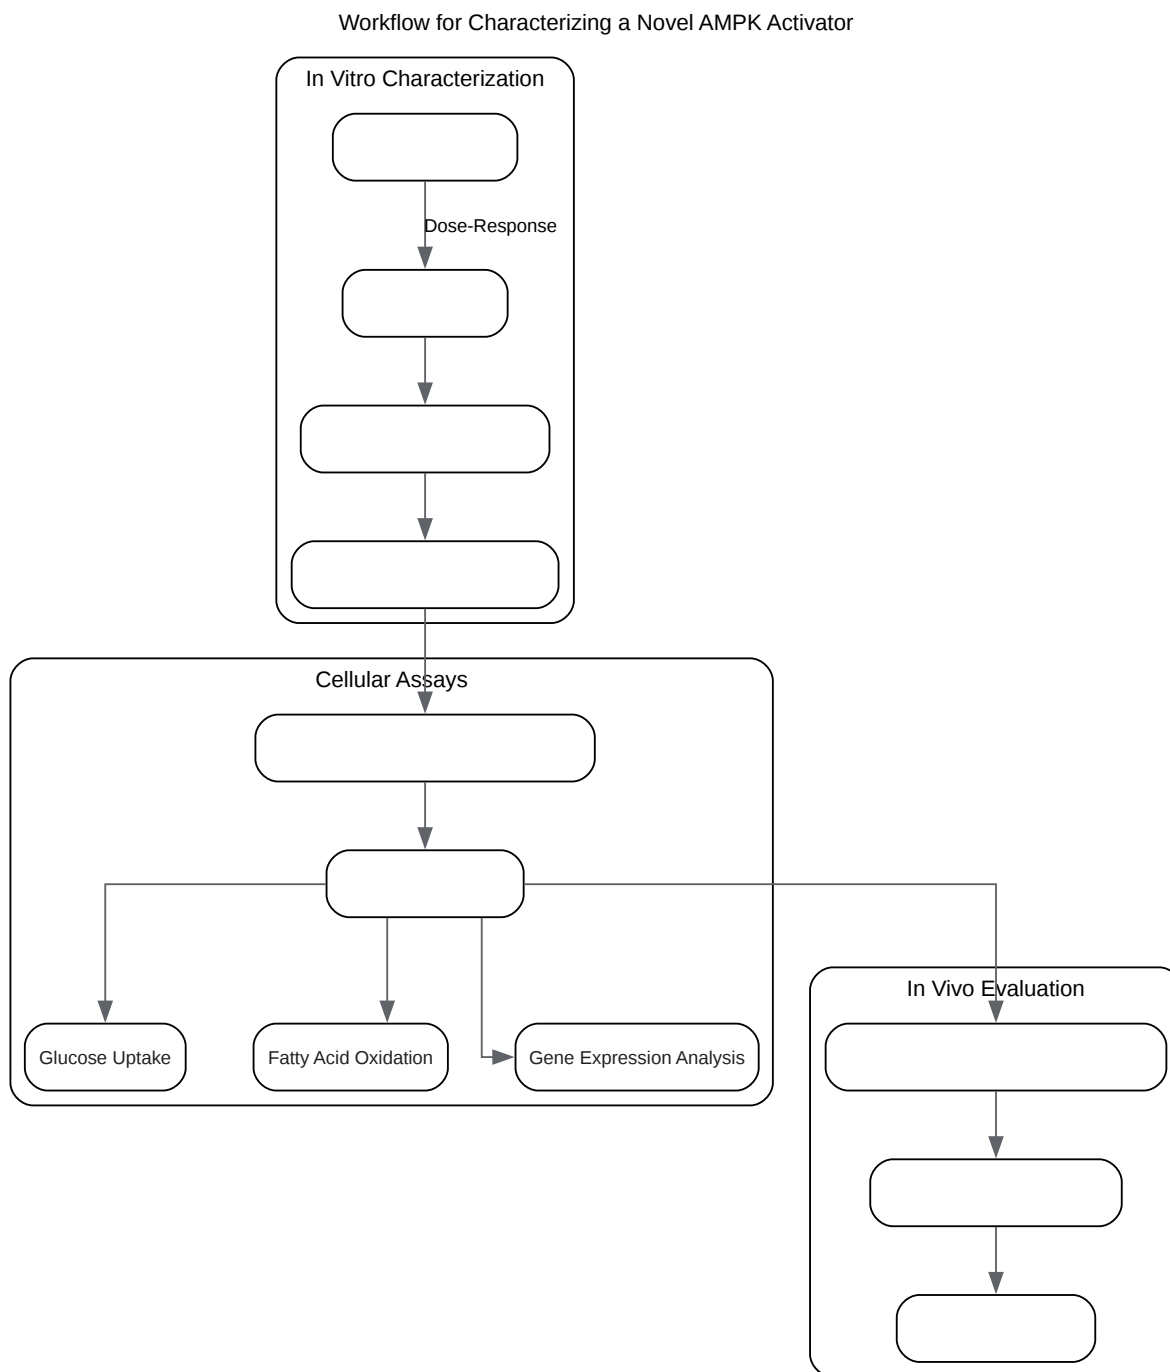 Workflow for Characterizing a Novel AMPK Activator
In Vitro Characterization
Dose-Response
Cellular Assays
In Vivo Evaluation
Glucose Uptake
Fatty Acid Oxidation
Gene Expression Analysis